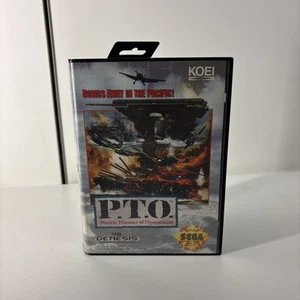 KOEI
BOMBS AWAY IN THE PACIFIC!
P.T.O.
Pacific Theater of Operations
GENESIS
SEGA